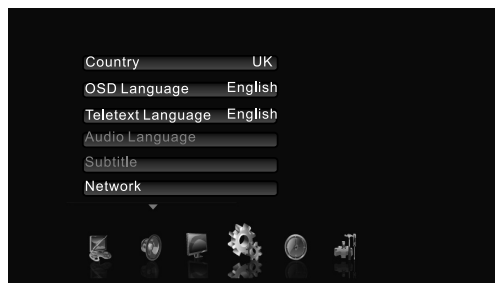 Country UK
OSD Language English
Teletext Language English
Audio Language
Subtitle
Network